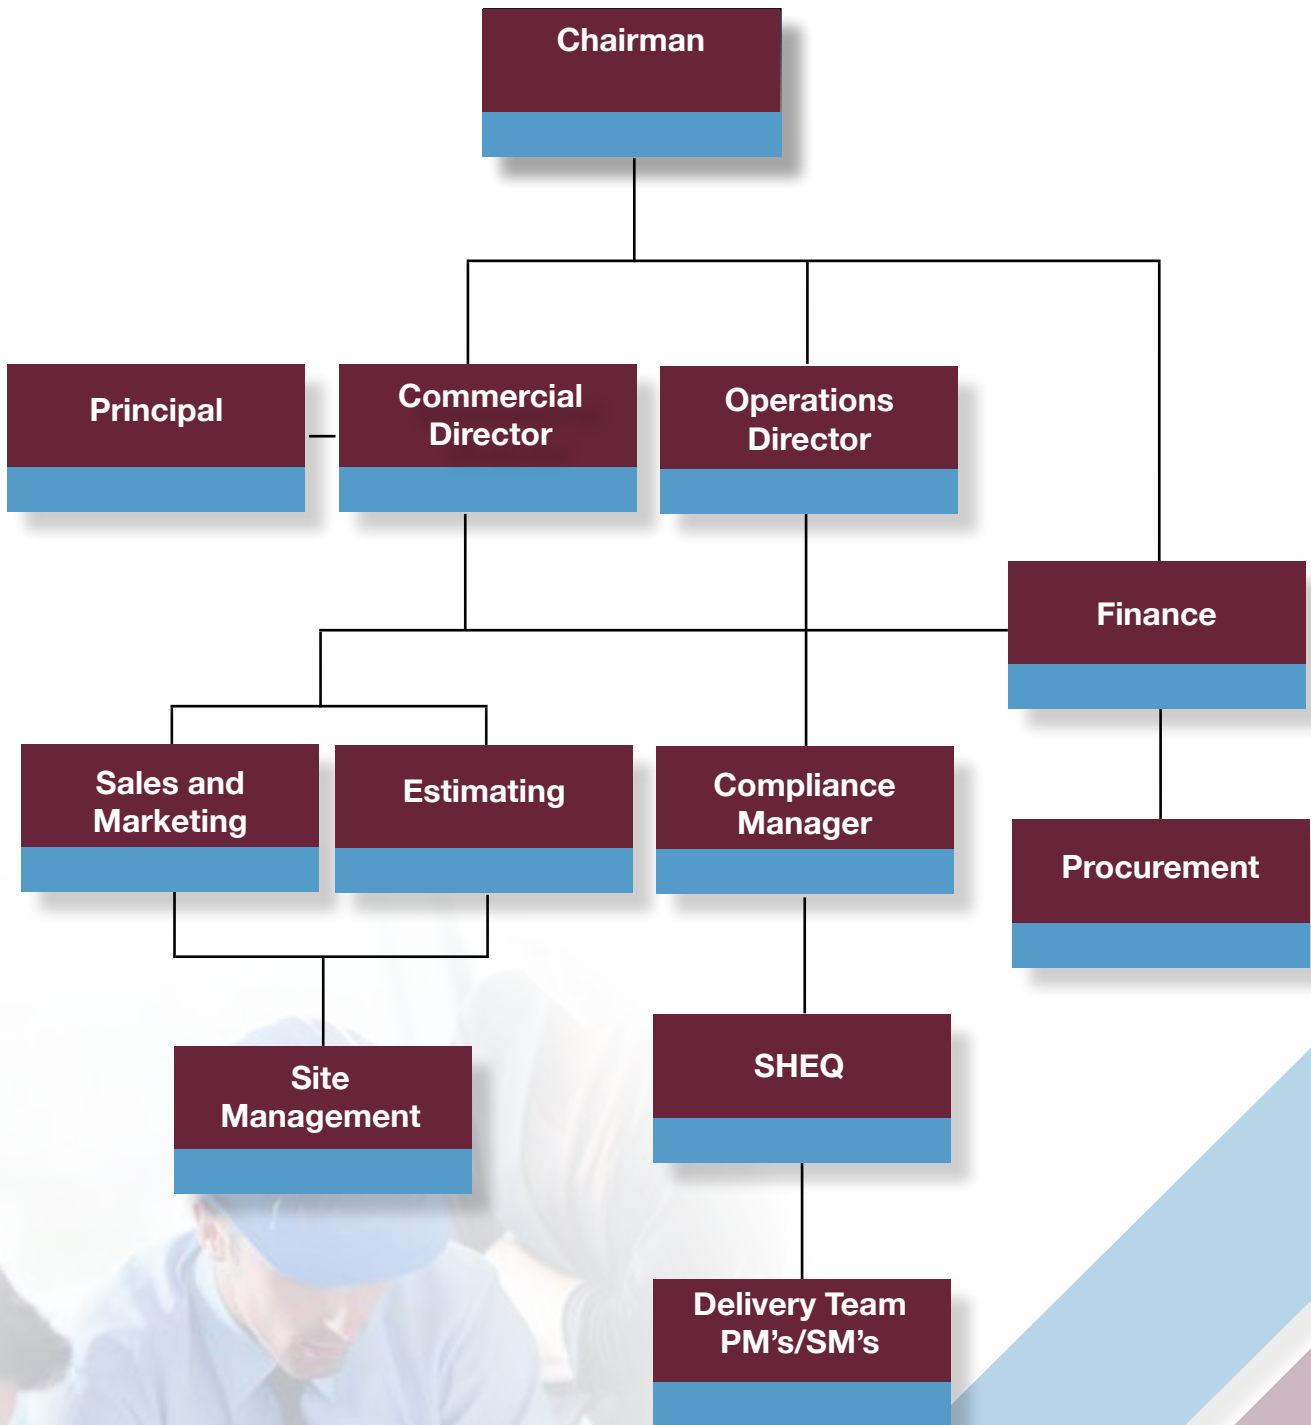 Chairman
Principal
Commercial
Director
Operations
Director
Finance
Sales and
Marketing
Estimating
Compliance
Manager
Procurement
Site
Management
SHEQ
Delivery Team
PM’s/SM’s